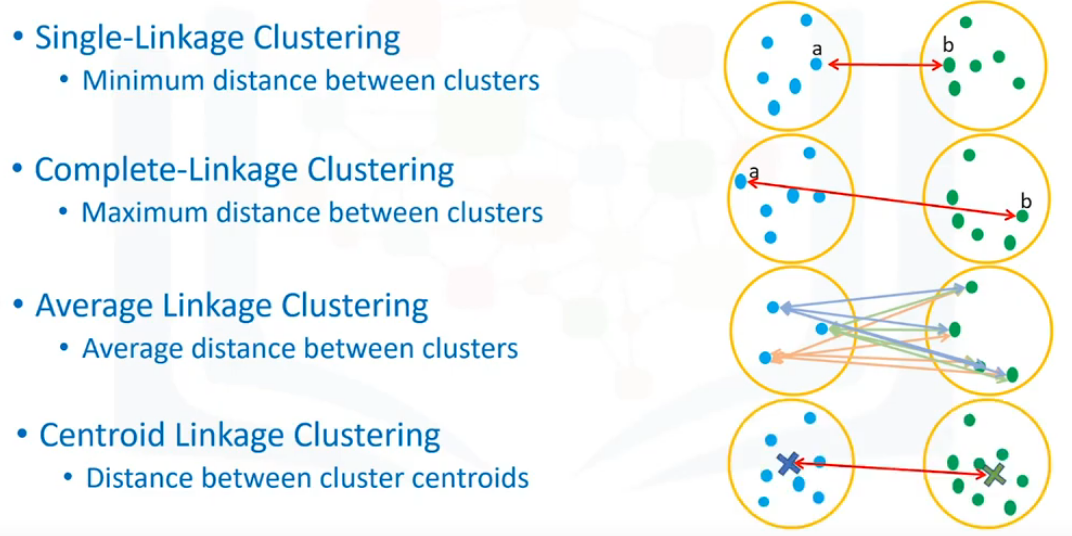 • Single-Linkage Clustering
• Minimum distance between clusters
a
b
• Complete-Linkage Clustering
• Maximum distance between clusters
a
b
• Average Linkage Clustering
• Average distance between clusters
• Centroid Linkage Clustering
• Distance between cluster centroids